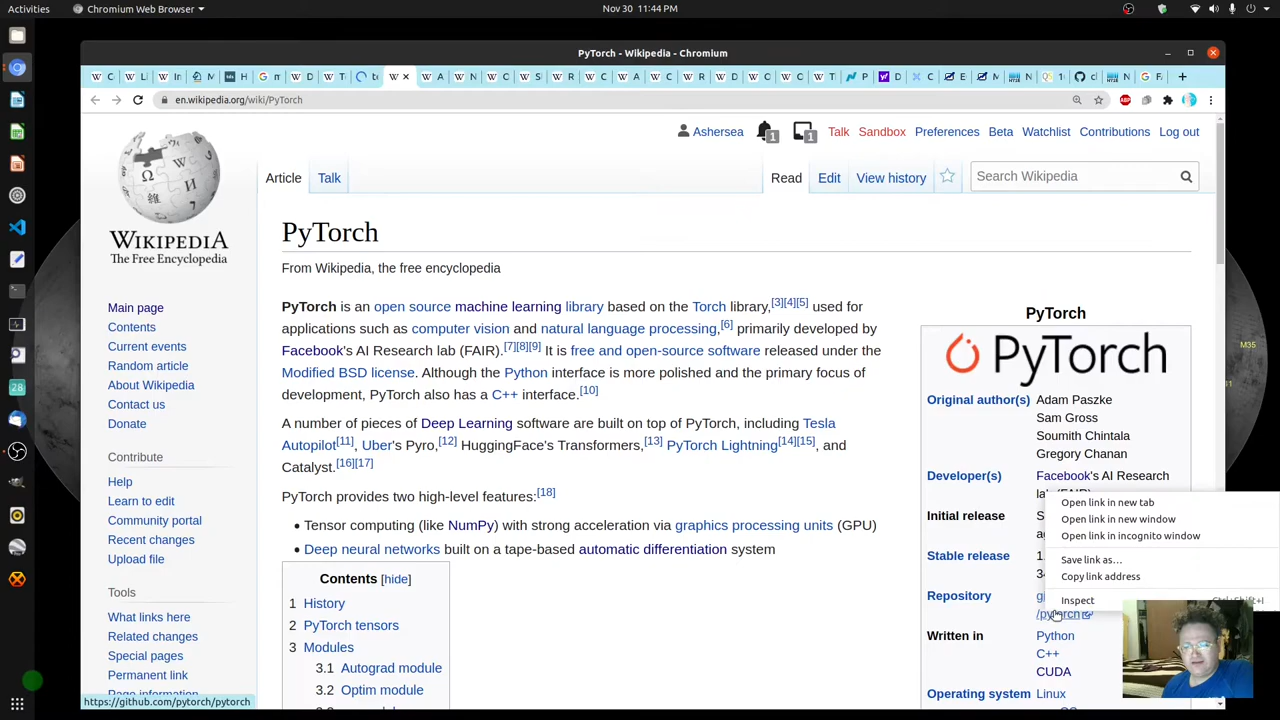 Activities
Chromium Web Browser
Nov 30 11:44 PM
PyTorch - Wikipedia - Chromium
en.wikipedia.org/wiki/PyTorch
Ashersea
1
1
Talk
Sandbox
Preferences
Beta
Watchlist
Contributions
Log out
Article
Talk
Read
Edit
View history
Search Wikipedia
WIKIPEDIA
The Free Encyclopedia
Main page
Contents
Current events
Random article
About Wikipedia
Contact us
Donate
Contribute
Help
Learn to edit
Community portal
Recent changes
Upload file
Tools
What links here
Related changes
Special pages
Permanent link
Page information
https://github.com/pytorch/pytorch
PyTorch
From Wikipedia, the free encyclopedia
PyTorch is an open source machine learning library based on the Torch library,[3][4][5] used for
applications such as computer vision and natural language processing,[6] primarily developed by
Facebook's AI Research lab (FAIR).[7][8][9] It is free and open-source software released under the
Modified BSD license. Although the Python interface is more polished and the primary focus of
development, PyTorch also has a C++ interface.[10]
A number of pieces of Deep Learning software are built on top of PyTorch, including Tesla
Autopilot[11], Uber's Pyro,[12] HuggingFace's Transformers,[13] PyTorch Lightning[14][15], and
Catalyst.[16][17]
PyTorch provides two high-level features:[18]
• Tensor computing (like NumPy) with strong acceleration via graphics processing units (GPU)
• Deep neural networks built on a tape-based automatic differentiation system
Contents [hide]
1 History
2 PyTorch tensors
3 Modules
3.1 Autograd module
3.2 Optim module
PyTorch
PyTorch
Original author(s) Adam Paszke
Sam Gross
Soumith Chintala
Gregory Chanan
Developer(s) Facebook's AI Research
Initial release
Stable release
Repository
/pytorch
Written in Python
C++
CUDA
Operating system Linux
Open link in new tab
Open link in new window
Open link in incognito window
Save link as…
Copy link address
Inspect Ctrl+Shift+I
M35
28